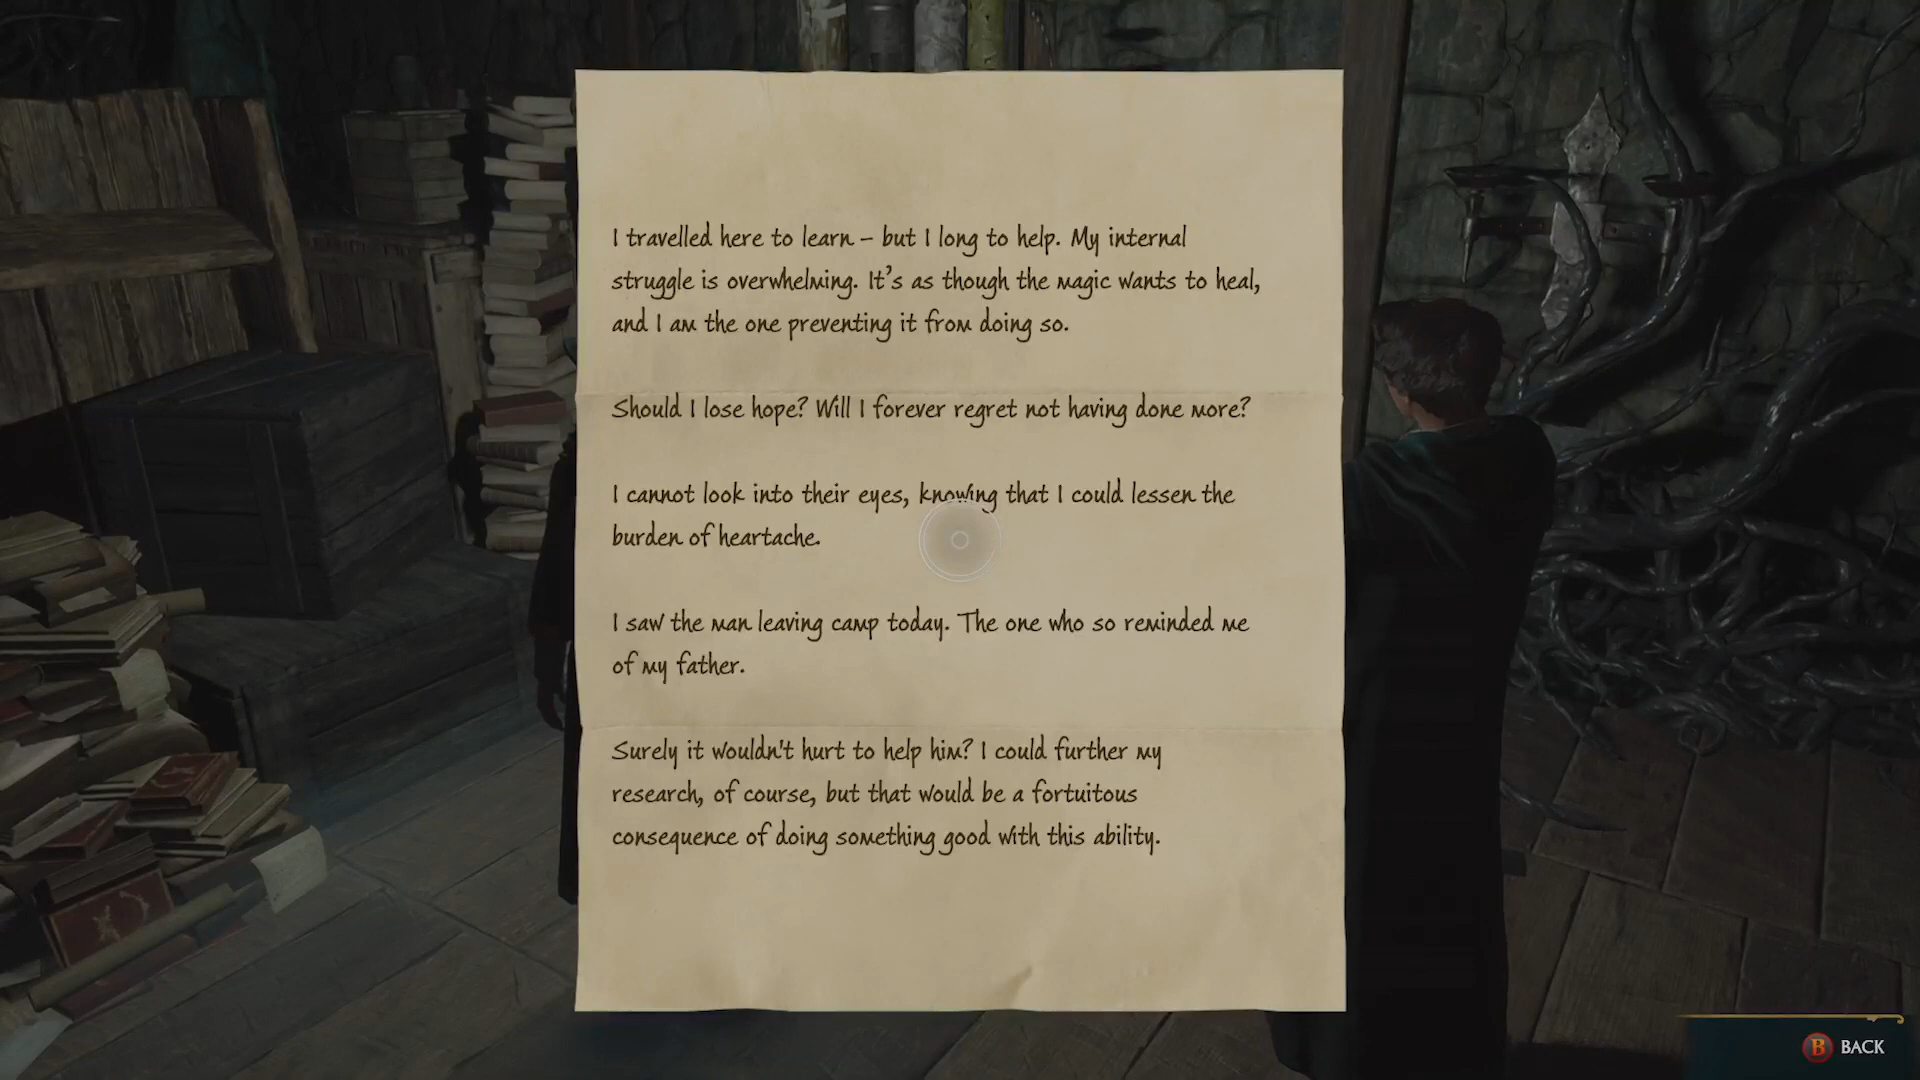 I travelled here to learn – but I long to help. My internal
struggle is overwhelming. It's as though the magic wants to heal,
and I am the one preventing it from doing so.
Should I lose hope? Will I forever regret not having done more?
I cannot look into their eyes, knowing that I could lessen the
burden of heartache.
I saw the man leaving camp today. The one who so reminded me
of my father.
Surely it wouldn't hurt to help him? I could further my
research, of course, but that would be a fortuitous
consequence of doing something good with this ability.
B BACK